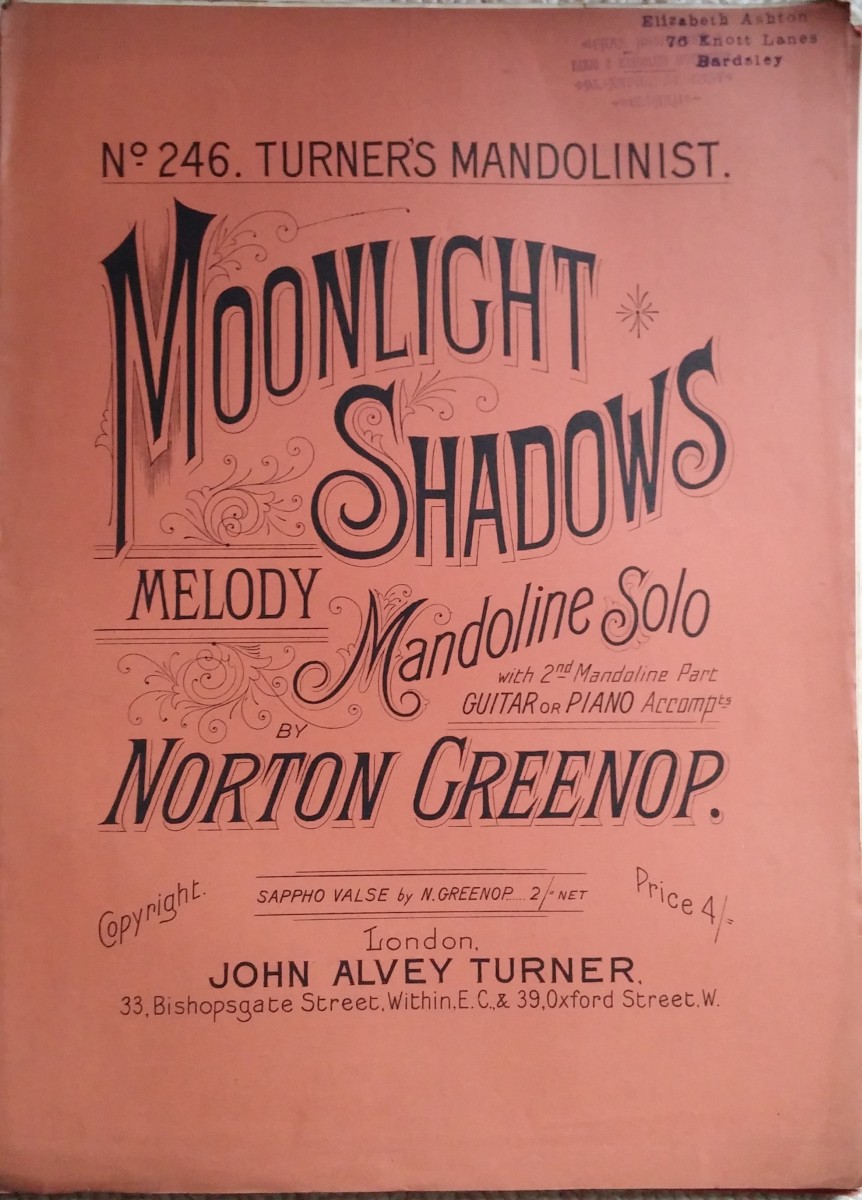 Elizabeth Ashton
76 Knott Lanes
Bardsley
No 246. TURNER'S MANDOLINIST.
MOONLIGHT
SHADOWS
MELODY
Mandoline Solo
with 2nd Mandoline Part
GUITAR OR PIANO Accompts
BY
NORTON GREENOP.
Copyright.
SAPPHO VALSE by N. GREENOP..... 2/- NET
Price 4/-
London,
JOHN ALVEY TURNER,
33, Bishopsgate Street, Within, E.C., & 39, Oxford Street, W.